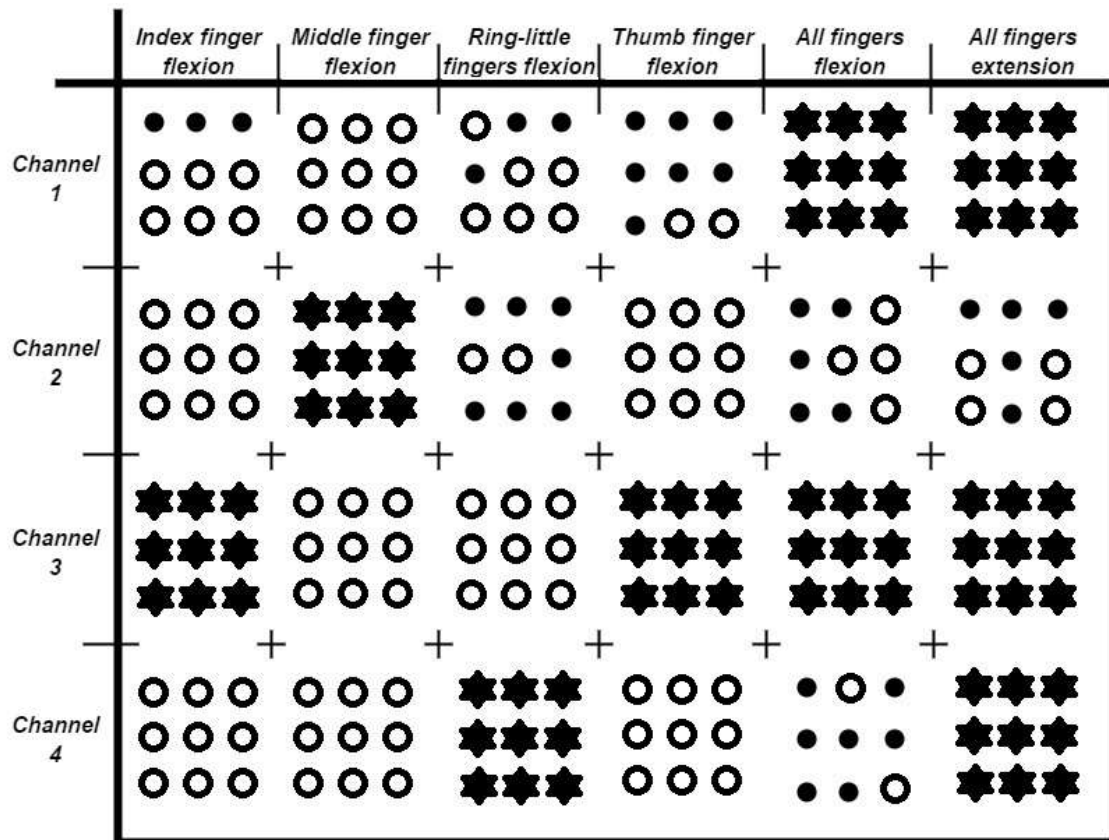 Index finger
flexion
Middle finger
flexion
Ring-little
fingers flexion
Thumb finger
flexion
All fingers
flexion
All fingers
extension
Channel
1
Channel
2
Channel
3
Channel
4